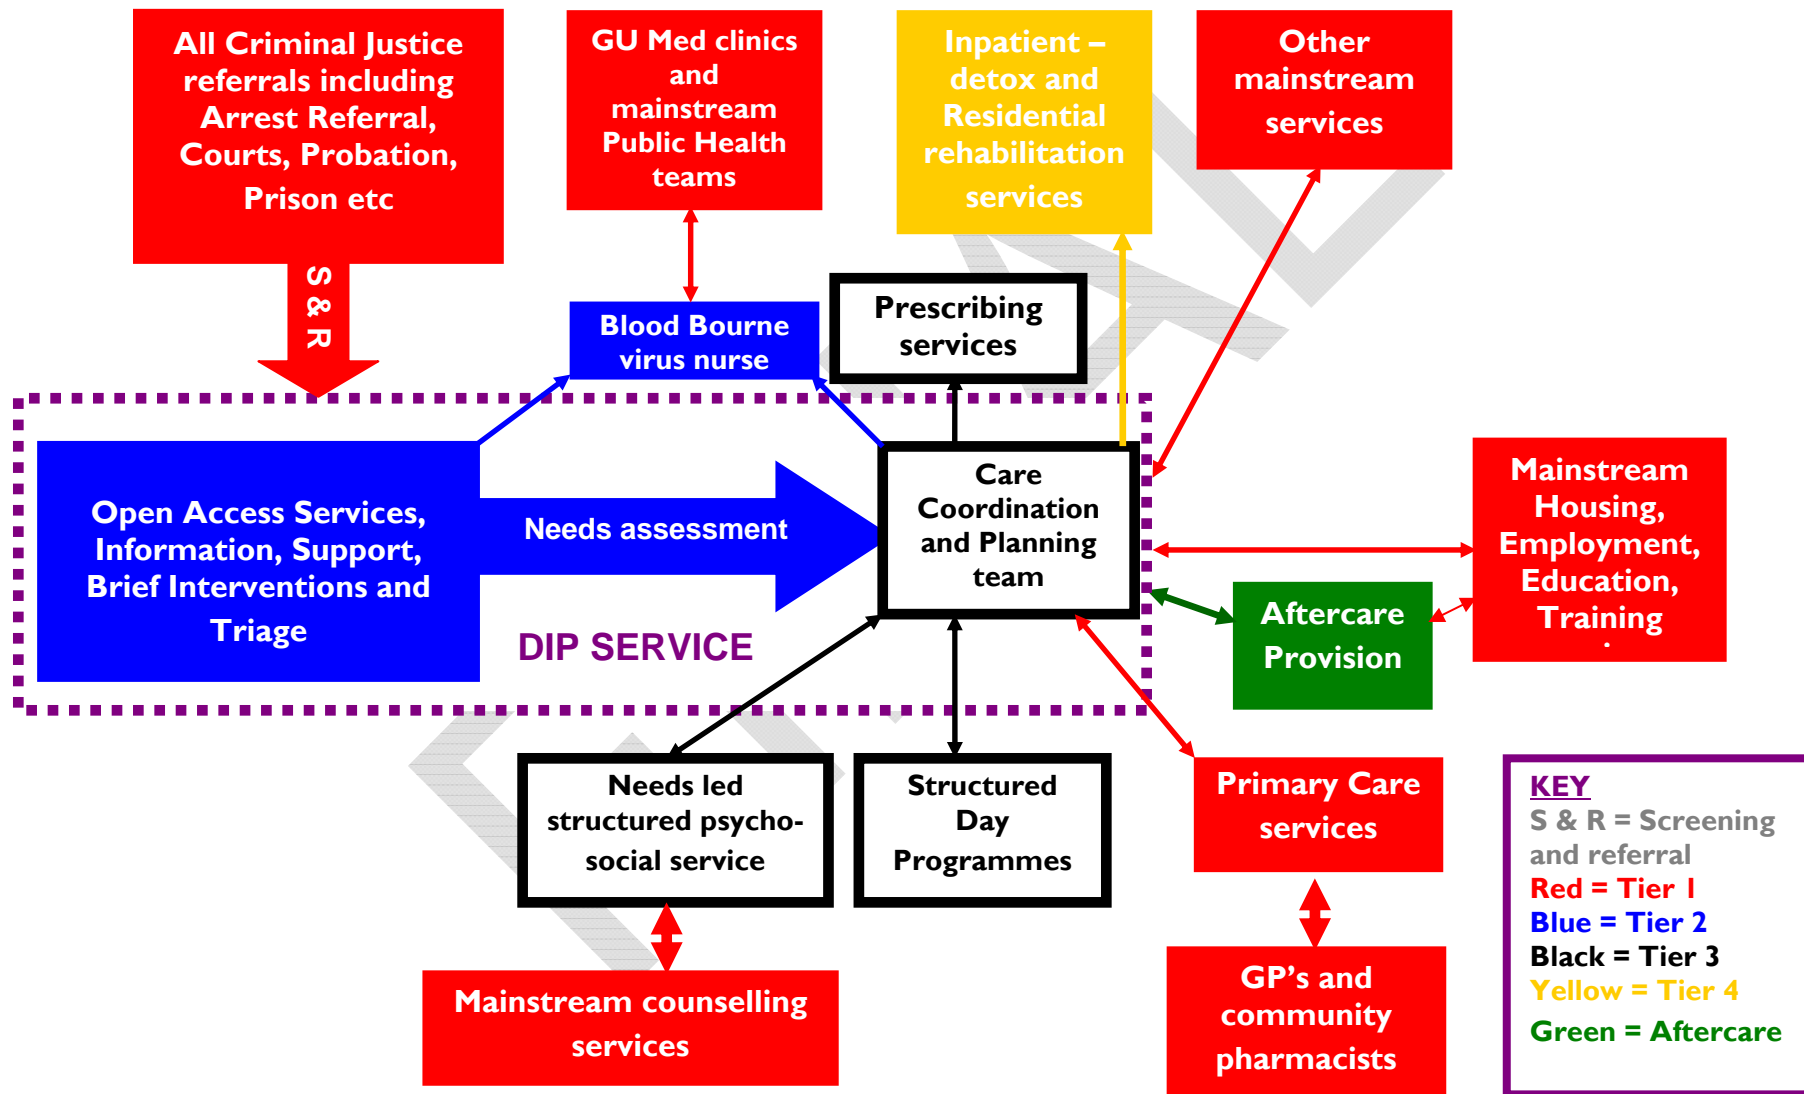 All Criminal Justice
referrals including
Arrest Referral,
Courts, Probation,
Prison etc
GU Med clinics
and
mainstream
Public Health
teams
Inpatient –
detox and
Residential
rehabilitation
services
Other
mainstream
services
S & R
Blood Bourne
virus nurse
Prescribing
services
Open Access Services,
Information, Support,
Brief Interventions and
Triage
Needs assessment
Care
Coordination
and Planning
team
DIP SERVICE
Mainstream
Housing,
Employment,
Education,
Training
Aftercare
Provision
Needs led
structured psycho-
social service
Structured
Day
Programmes
Primary Care
services
Mainstream counselling
services
GP's and
community
pharmacists
KEY
S & R = Screening
and referral
Red = Tier 1
Blue = Tier 2
Black = Tier 3
Yellow = Tier 4
Green = Aftercare